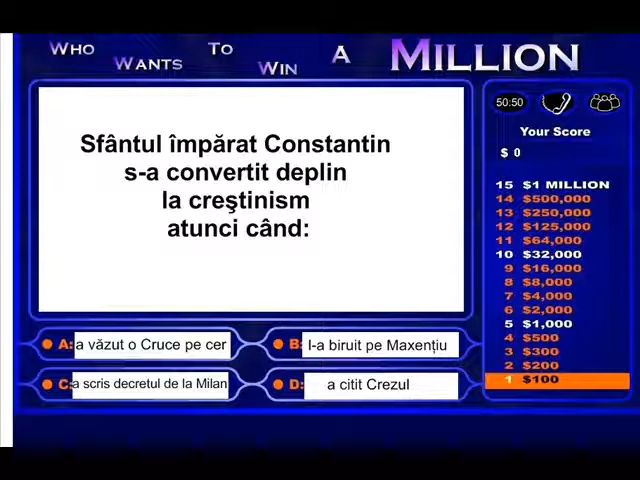 Who Wants To Win A Million
50:50
Your Score
$ 0
Sfântul împărat Constantin
s-a convertit deplin
la creştinism
atunci când:
15 $1 MILLION
14 $500,000
13 $250,000
12 $125,000
11 $64,000
10 $32,000
9 $16,000
8 $8,000
7 $4,000
6 $2,000
5 $1,000
4 $500
3 $300
2 $200
1 $100
A: a văzut o Cruce pe cer
B: l-a biruit pe Maxențiu
C: a scris decretul de la Milan
D: a citit Crezul